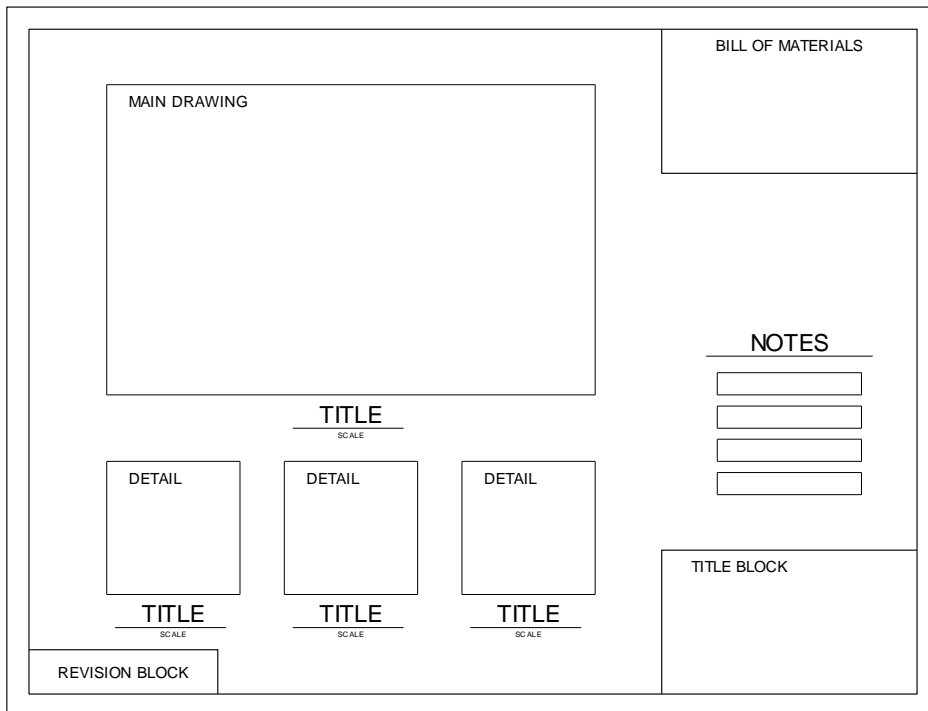 BILL OF MATERIALS
MAIN DRAWING
NOTES
TITLE
SCALE
DETAIL
DETAIL
DETAIL
TITLE BLOCK
TITLE
SCALE
TITLE
SCALE
TITLE
SCALE
REVISION BLOCK